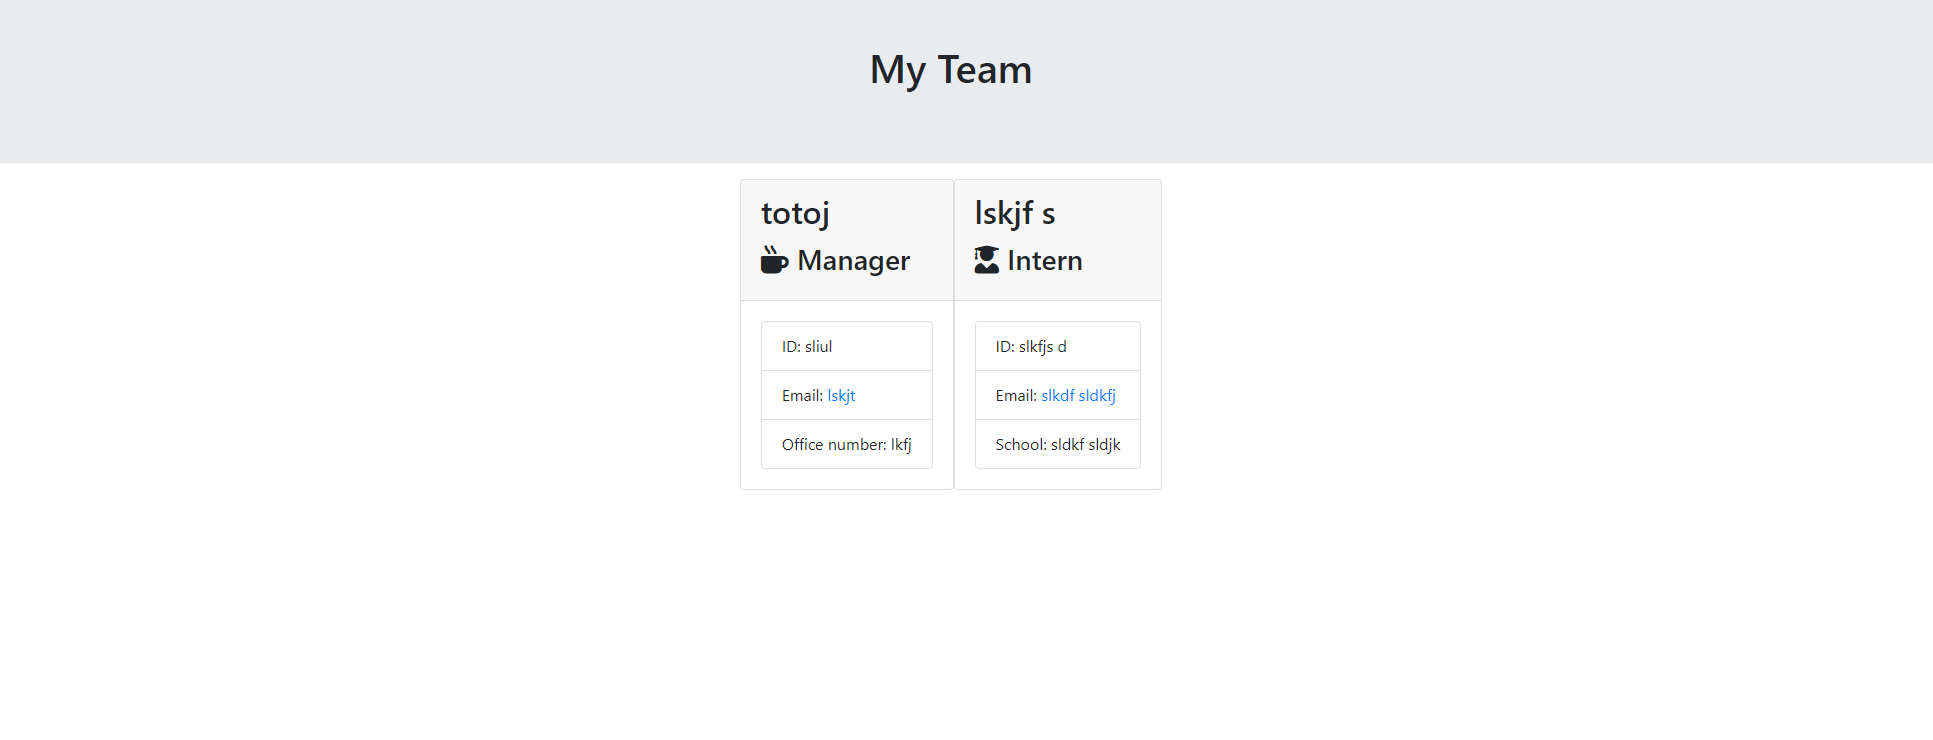 My Team
totoj
Manager
ID: sliul
Email: lskjt
Office number: lkfj
lskjf s
Intern
ID: slkfjs d
Email: slkdf sldkfj
School: sldkf sldjk